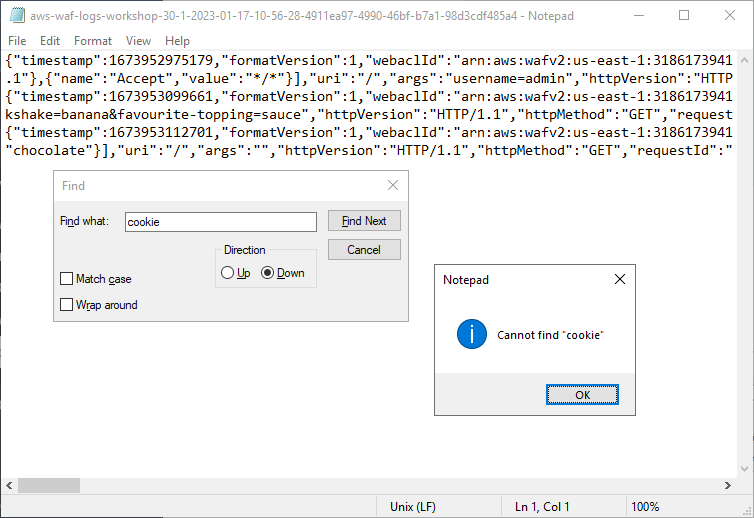 aws-waf-logs-workshop-30-1-2023-01-17-10-56-28-4911ea97-4990-46bf-b7a1-98d3cdf485a4 - Notepad
File Edit Format View Help
{"timestamp":1673952975179,"formatVersion":1,"webaclId":"arn:aws:wafv2:us-east-1:3186173941
.1"},{"name":"Accept","value":"*/*"}],"uri":"/","args":"username=admin","httpVersion":"HTTP
{"timestamp":1673953099661,"formatVersion":1,"webaclId":"arn:aws:wafv2:us-east-1:3186173941
kshake=banana&favourite-topping=sauce","httpVersion":"HTTP/1.1","httpMethod":"GET","request
{"timestamp":1673953112701,"formatVersion":1,"webaclId":"arn:aws:wafv2:us-east-1:3186173941
"chocolate"}],"uri":"/","args":"","httpVersion":"HTTP/1.1","httpMethod":"GET","requestId":"
Find
Find what: cookie Find Next
Direction Cancel
Up Down
Match case
Wrap around
Notepad
Cannot find "cookie"
OK
Unix (LF) Ln 1, Col 1 100%